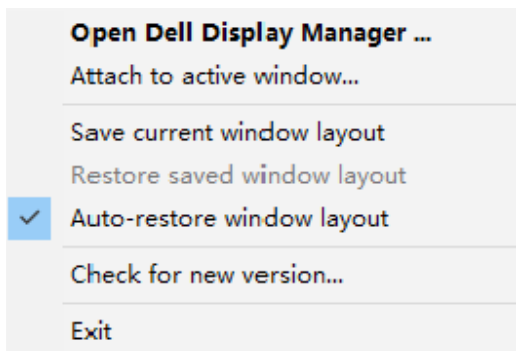 Open Dell Display Manager ...
Attach to active window...
Save current window layout
Restore saved window layout
Auto-restore window layout
Check for new version...
Exit